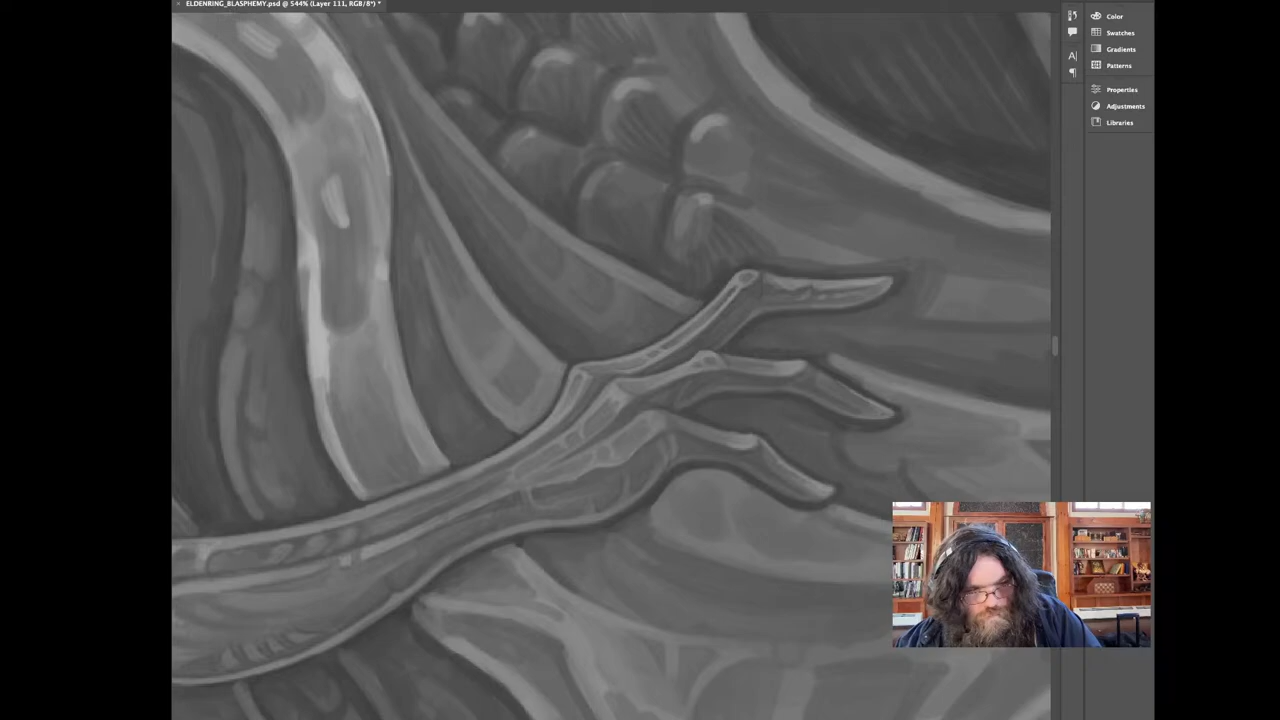 × ELDENRING_BLASPHEMY.psd @ 544% (Layer 111, RGB/8*) *
Color
Swatches
Gradients
Patterns
Properties
Adjustments
Libraries